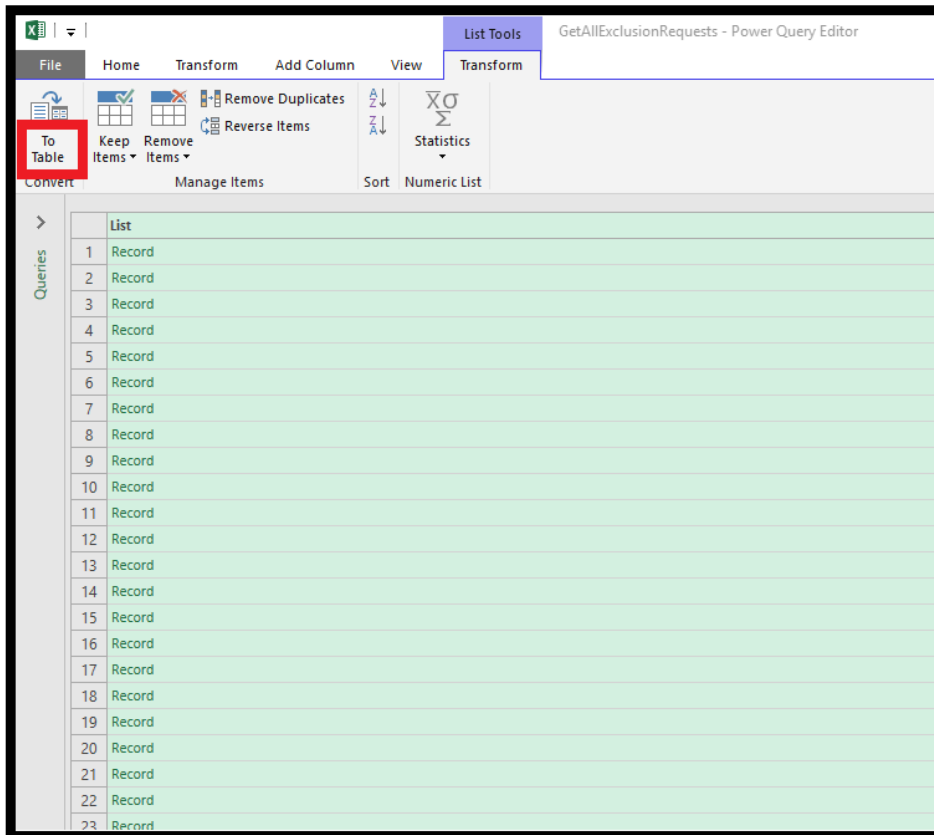 List Tools
GetAllExclusionRequests - Power Query Editor
File
Home
Transform
Add Column
View
Transform
To
Table
Keep
Items
Remove
Items
Remove Duplicates
Reverse Items
A
Z
Z
A
X̄σ
Σ
Statistics
Convert
Manage Items
Sort
Numeric List
Queries
List
1 Record
2 Record
3 Record
4 Record
5 Record
6 Record
7 Record
8 Record
9 Record
10 Record
11 Record
12 Record
13 Record
14 Record
15 Record
16 Record
17 Record
18 Record
19 Record
20 Record
21 Record
22 Record
23 Record